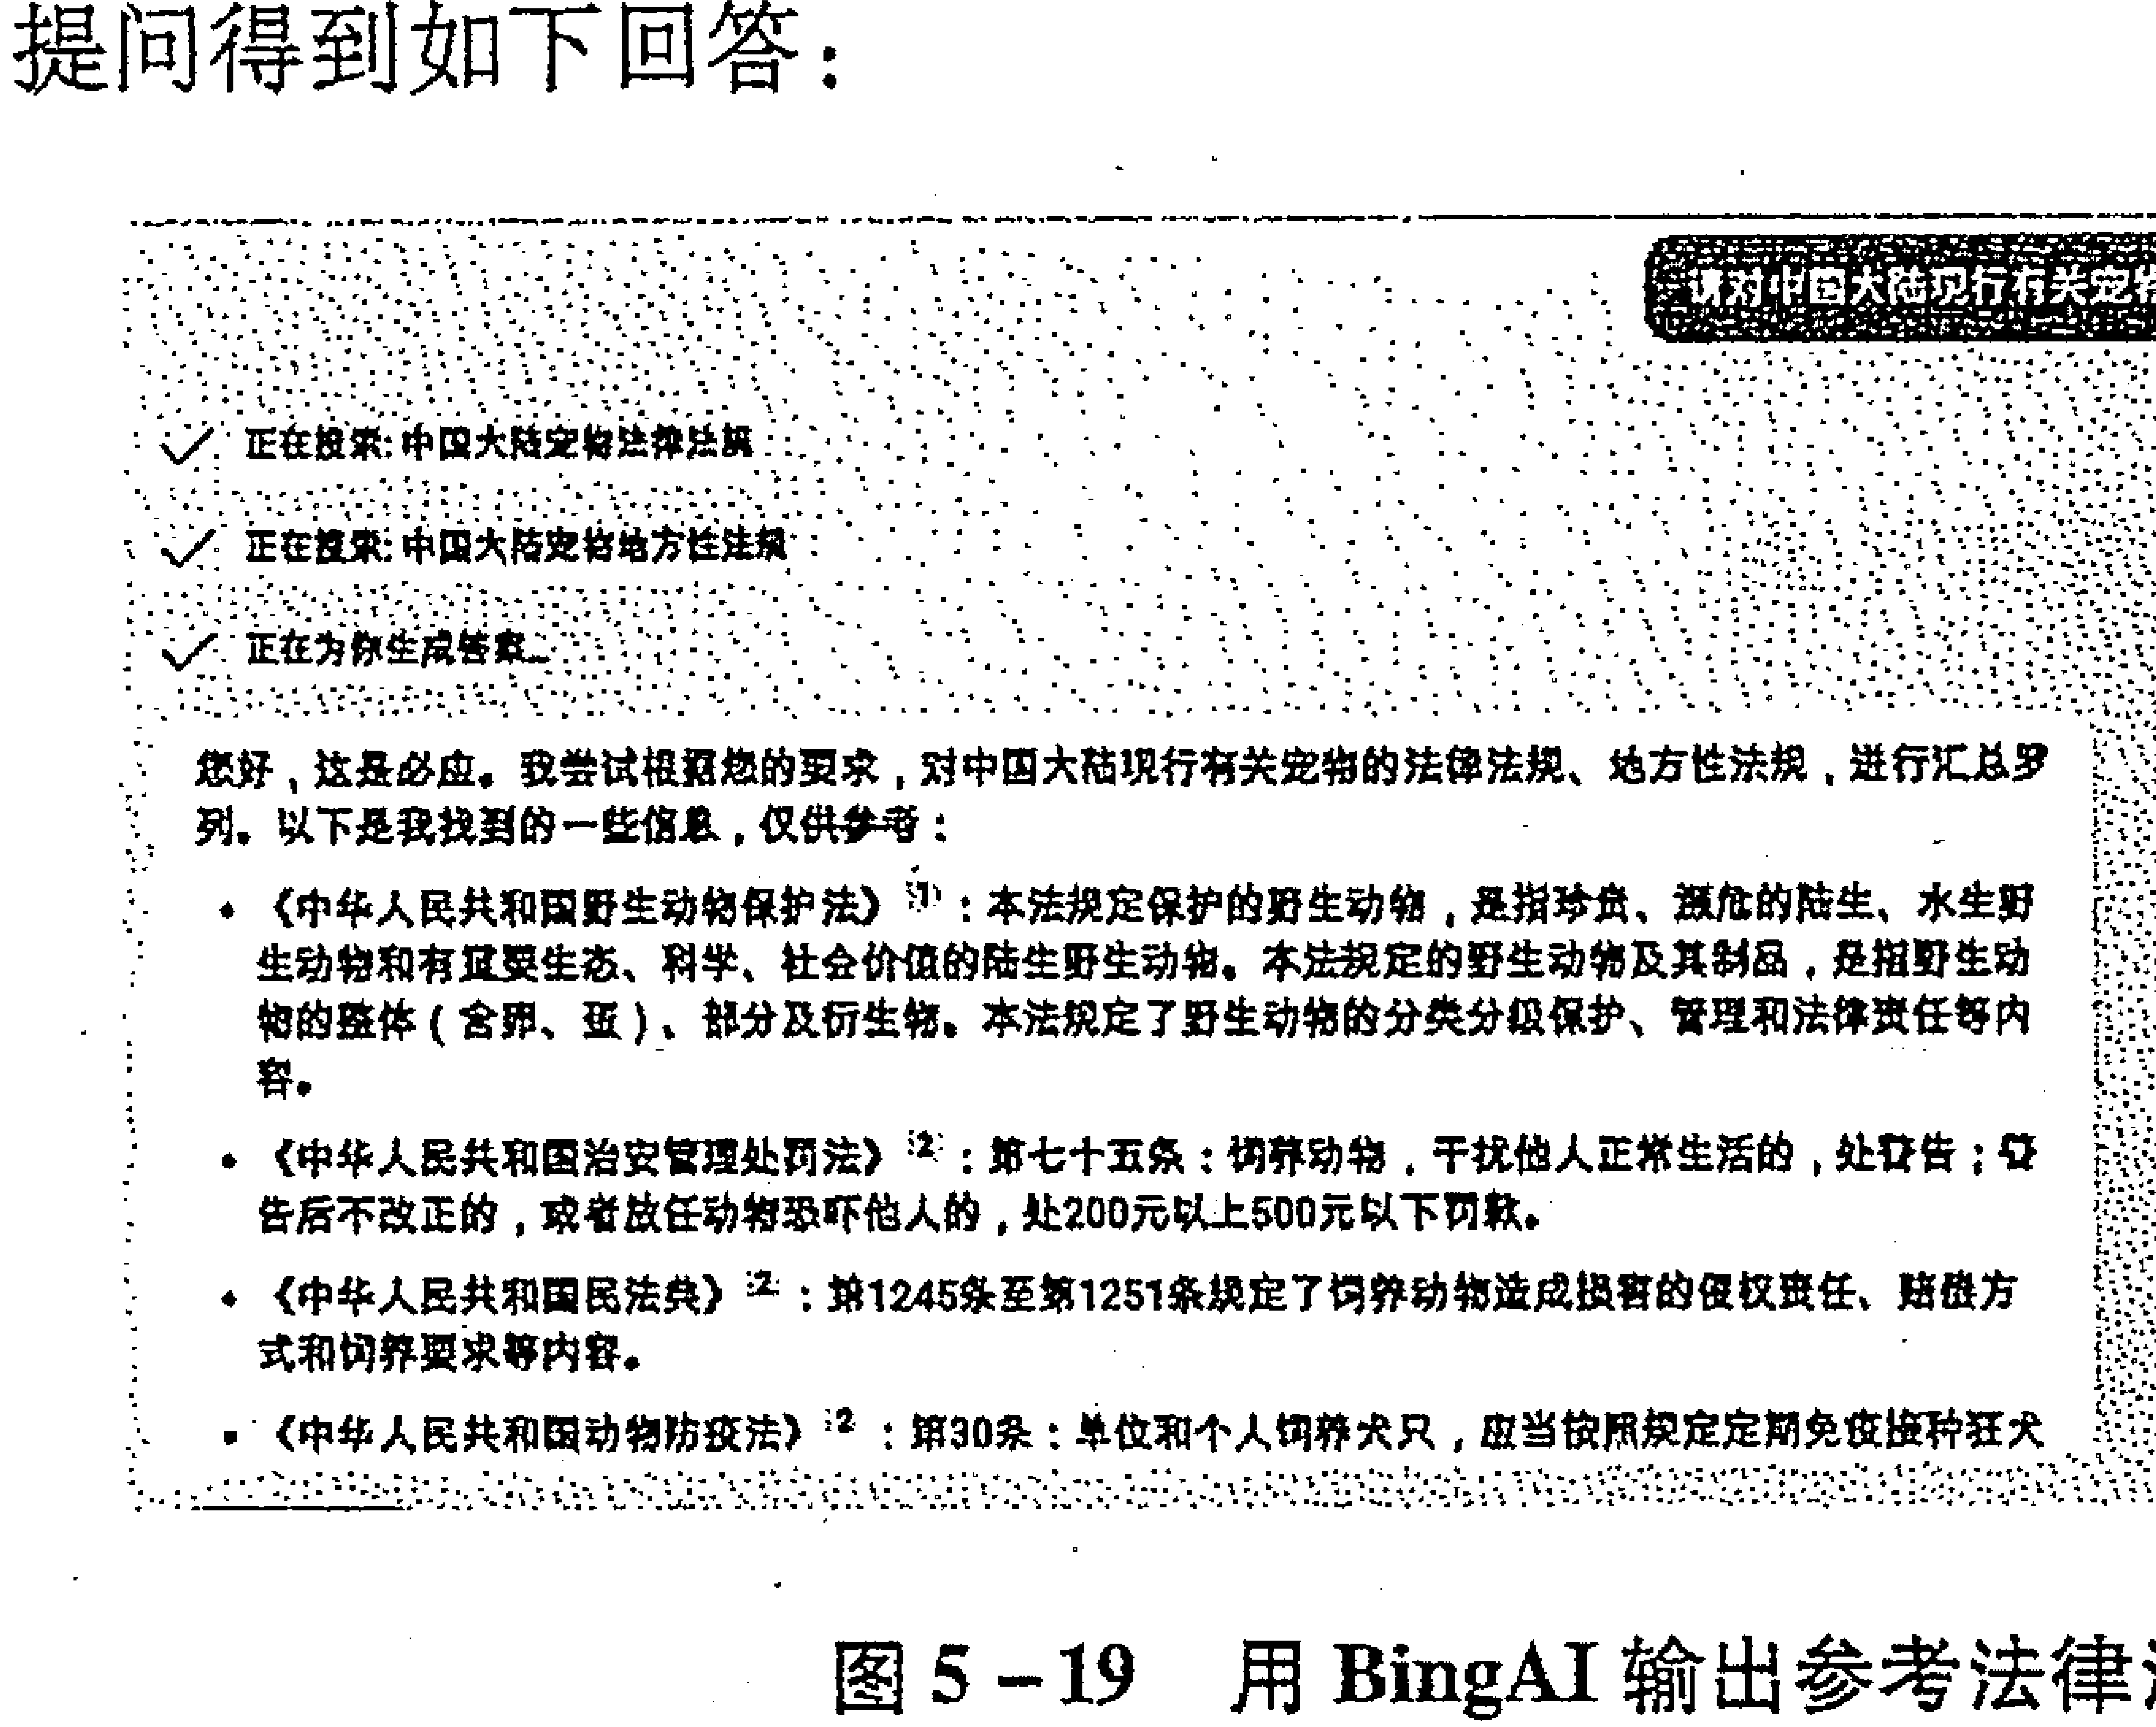 提问得到如下回答：
请对中国大陆现行有关宠物
正在搜索: 中国大陆宠物法律法规
正在搜索: 中国大陆宠物地方性法规
正在为你生成答案...
您好，这是必应。我尝试根据您的要求，对中国大陆现行有关宠物的法律法规、地方性法规，进行汇总罗
列。以下是我找到的一些信息，仅供参考：
• 《中华人民共和国野生动物保护法》[1]：本法规定保护的野生动物，是指珍贵、濒危的陆生、水生野
生动物和有重要生态、科学、社会价值的陆生野生动物。本法规定的野生动物及其制品，是指野生动
物的整体（含卵、蛋）、部分及衍生物。本法规定了野生动物的分类分级保护、管理和法律责任等内
容。
• 《中华人民共和国治安管理处罚法》[2]：第七十五条：饲养动物，干扰他人正常生活的，处警告；警
告后不改正的，或者放任动物恐吓他人的，处200元以上500元以下罚款。
• 《中华人民共和国民法典》[2]：第1245条至第1251条规定了饲养动物造成损害的侵权责任、赔偿方
式和饲养要求等内容。
• 《中华人民共和国动物防疫法》[2]：第30条：单位和个人饲养犬只，应当按照规定定期免疫接种狂犬
图 5-19 用 BingAI 输出参考法律